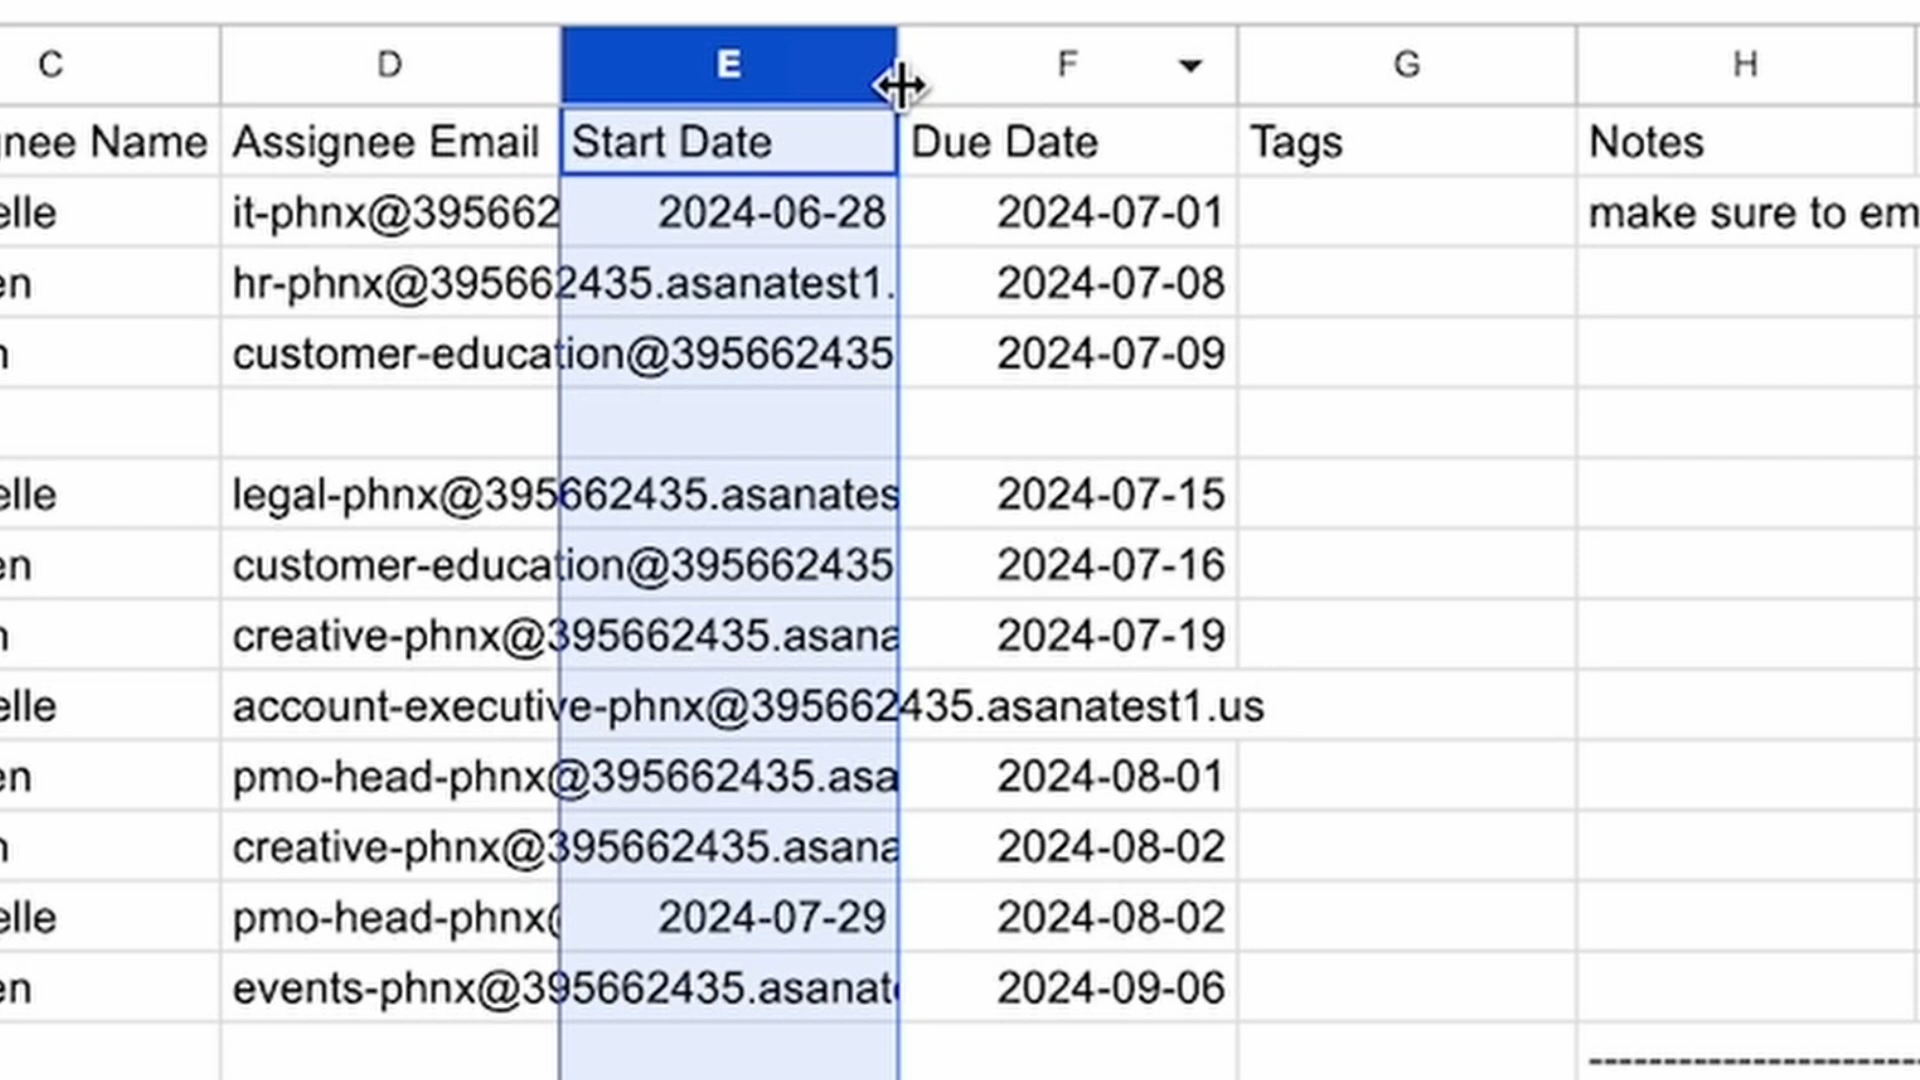 C D E F G H
nee Name Assignee Email Start Date Due Date Tags Notes
elle it-phnx@395662 2024-06-28 2024-07-01 make sure to em
en hr-phnx@395662435.asanatest1. 2024-07-08
n customer-education@395662435 2024-07-09
elle legal-phnx@395662435.asanates 2024-07-15
en customer-education@395662435 2024-07-16
n creative-phnx@395662435.asana 2024-07-19
elle account-executive-phnx@395662435.asanatest1.us
en pmo-head-phnx@395662435.asa 2024-08-01
n creative-phnx@395662435.asana 2024-08-02
elle pmo-head-phnx@ 2024-07-29 2024-08-02
en events-phnx@395662435.asanat 2024-09-06